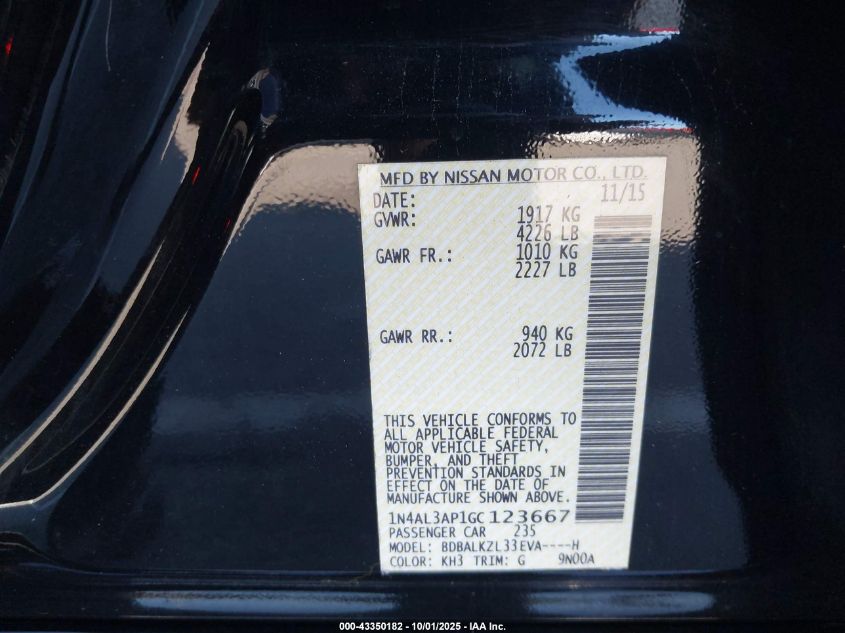 MFD BY NISSAN MOTOR CO., LTD.
DATE: 11/15
GVWR: 1917 KG
4226 LB
GAWR FR.: 1010 KG
2227 LB
GAWR RR.: 940 KG
2072 LB
THIS VEHICLE CONFORMS TO
ALL APPLICABLE FEDERAL
MOTOR VEHICLE SAFETY,
BUMPER, AND THEFT
PREVENTION STANDARDS IN
EFFECT ON THE DATE OF
MANUFACTURE SHOWN ABOVE.
1N4AL3AP1GC123667
PASSENGER CAR 235
MODEL: BDBALKZL33EVA----H
COLOR: KH3 TRIM: G 9N00A
000-43350182 - 10/01/2025 - IAA Inc.